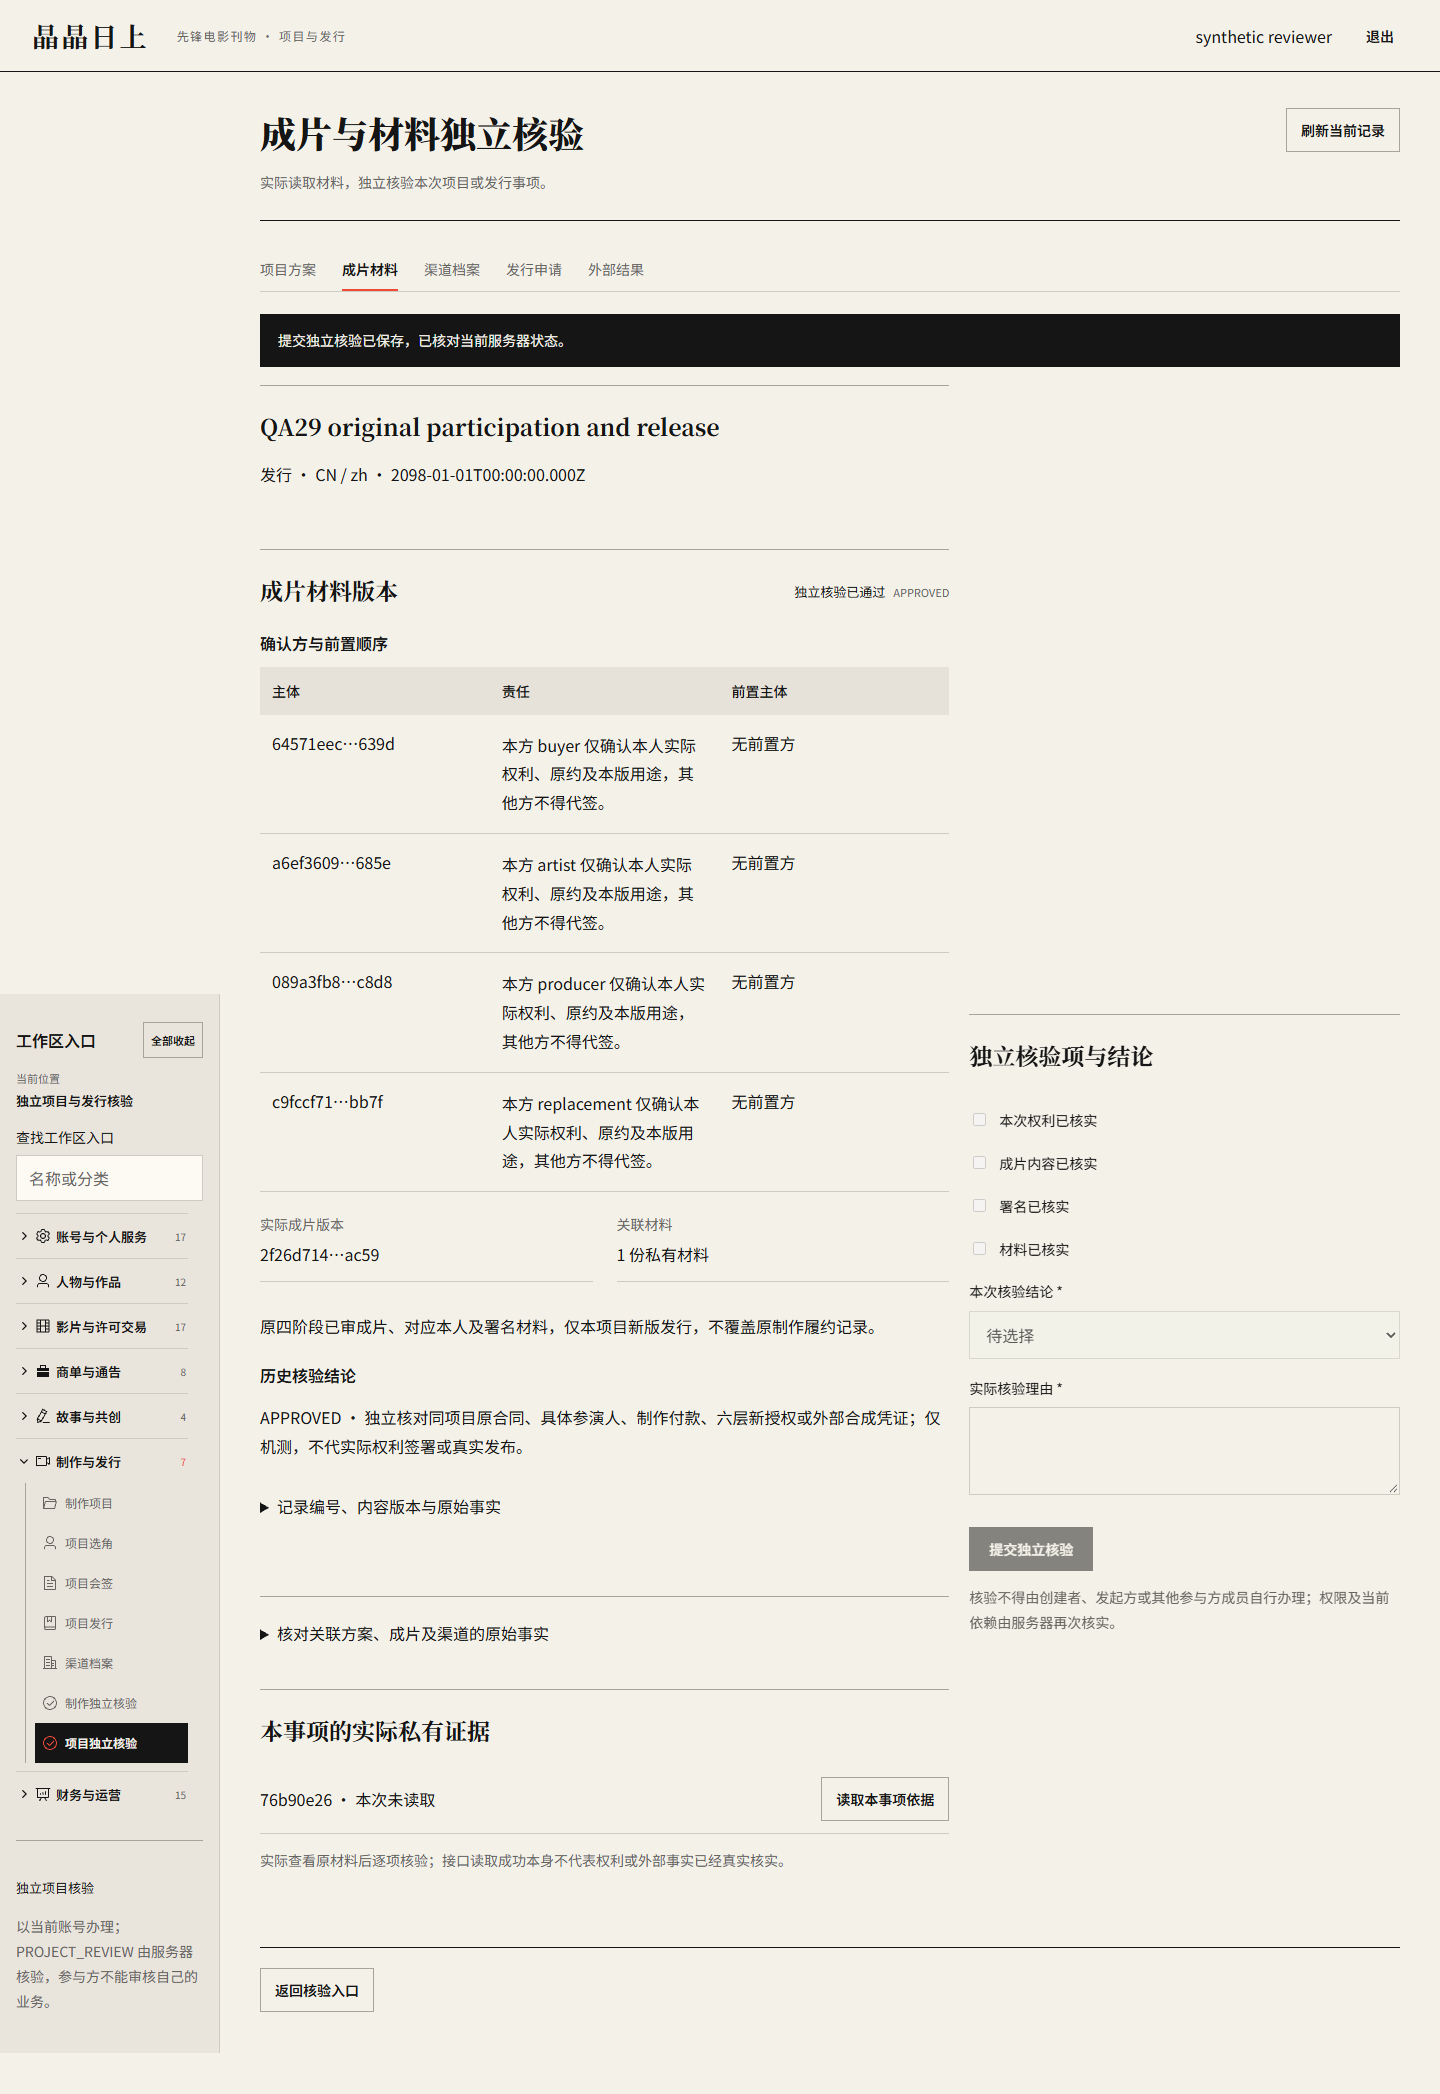 晶晶日上
先锋电影刊物 · 项目与发行
synthetic reviewer
退出
成片与材料独立核验
刷新当前记录
实际读取材料，独立核验本次项目或发行事项。
项目方案
成片材料
渠道档案
发行申请
外部结果
提交独立核验已保存，已核对当前服务器状态。
QA29 original participation and release
发行 · CN / zh · 2098-01-01T00:00:00.000Z
成片材料版本
独立核验已通过 APPROVED
确认方与前置顺序
主体
责任
前置主体
64571eec…639d
本方 buyer 仅确认本人实际
权利、原约及本版用途，其
他方不得代签。
无前置方
a6ef3609…685e
本方 artist 仅确认本人实际
权利、原约及本版用途，其
他方不得代签。
无前置方
089a3fb8…c8d8
本方 producer 仅确认本人实
际权利、原约及本版用途，
其他方不得代签。
无前置方
c9fccf71…bb7f
本方 replacement 仅确认本
人实际权利、原约及本版用
途，其他方不得代签。
无前置方
实际成片版本
2f26d714…ac59
关联材料
1 份私有材料
原四阶段已审成片、对应本人及署名材料，仅本项目新版发行，不覆盖原制作履约记录。
历史核验结论
APPROVED · 独立核对同项目原合同、具体参演人、制作付款、六层新授权或外部合成凭证；仅
机测，不代实际权利签署或真实发布。
记录编号、内容版本与原始事实
核对关联方案、成片及渠道的原始事实
本事项的实际私有证据
76b90e26 · 本次未读取
读取本事项依据
实际查看原材料后逐项核验；接口读取成功本身不代表权利或外部事实已经真实核实。
返回核验入口
独立核验项与结论
本次权利已核实
成片内容已核实
署名已核实
材料已核实
本次核验结论 *
待选择
实际核验理由 *
提交独立核验
核验不得由创建者、发起方或其他参与方成员自行办理；权限及当前
依赖由服务器再次核实。
工作区入口
全部收起
当前位置
独立项目与发行核验
查找工作区入口
名称或分类
账号与个人服务 17
人物与作品 12
影片与许可交易 17
商单与通告 8
故事与共创 4
制作与发行 7
制作项目
项目选角
项目会签
项目发行
渠道档案
制作独立核验
项目独立核验
财务与运营 15
独立项目核验
以当前账号办理；
PROJECT_REVIEW 由服务器
核验，参与方不能审核自己的
业务。